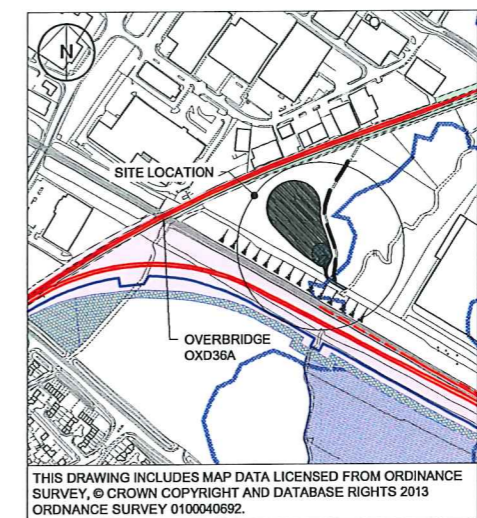 N
SITE LOCATION
OVERBRIDGE
OXD36A
THIS DRAWING INCLUDES MAP DATA LICENSED FROM ORDINANCE
SURVEY, © CROWN COPYRIGHT AND DATABASE RIGHTS 2013
ORDNANCE SURVEY 0100040692.